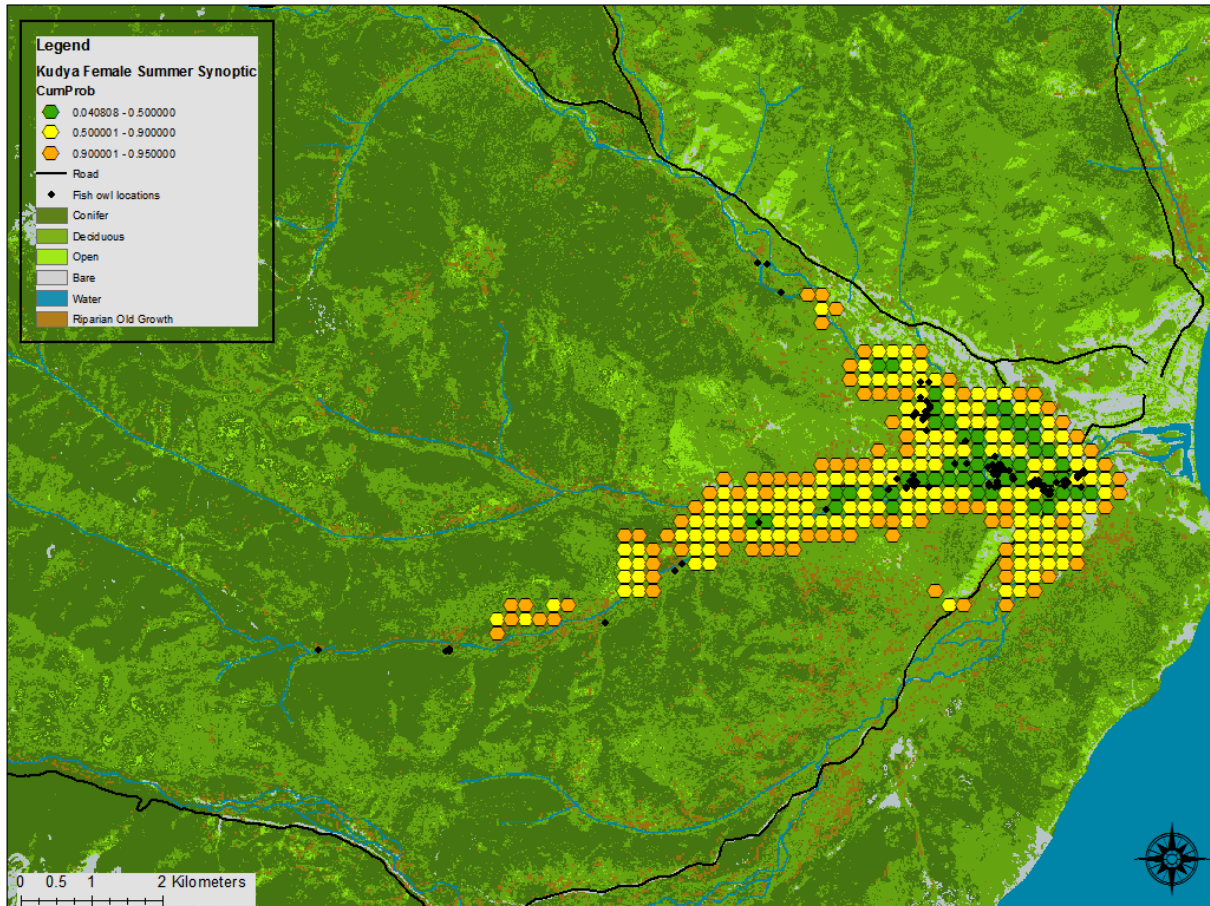 Legend
Kudya Female Summer Synoptic
CumProb
0.040808 - 0.500000
0.500001 - 0.900000
0.900001 - 0.950000
Road
Fish owl locations
Conifer
Deciduous
Open
Bare
Water
Riparian Old Growth
0 0.5 1 2 Kilometers